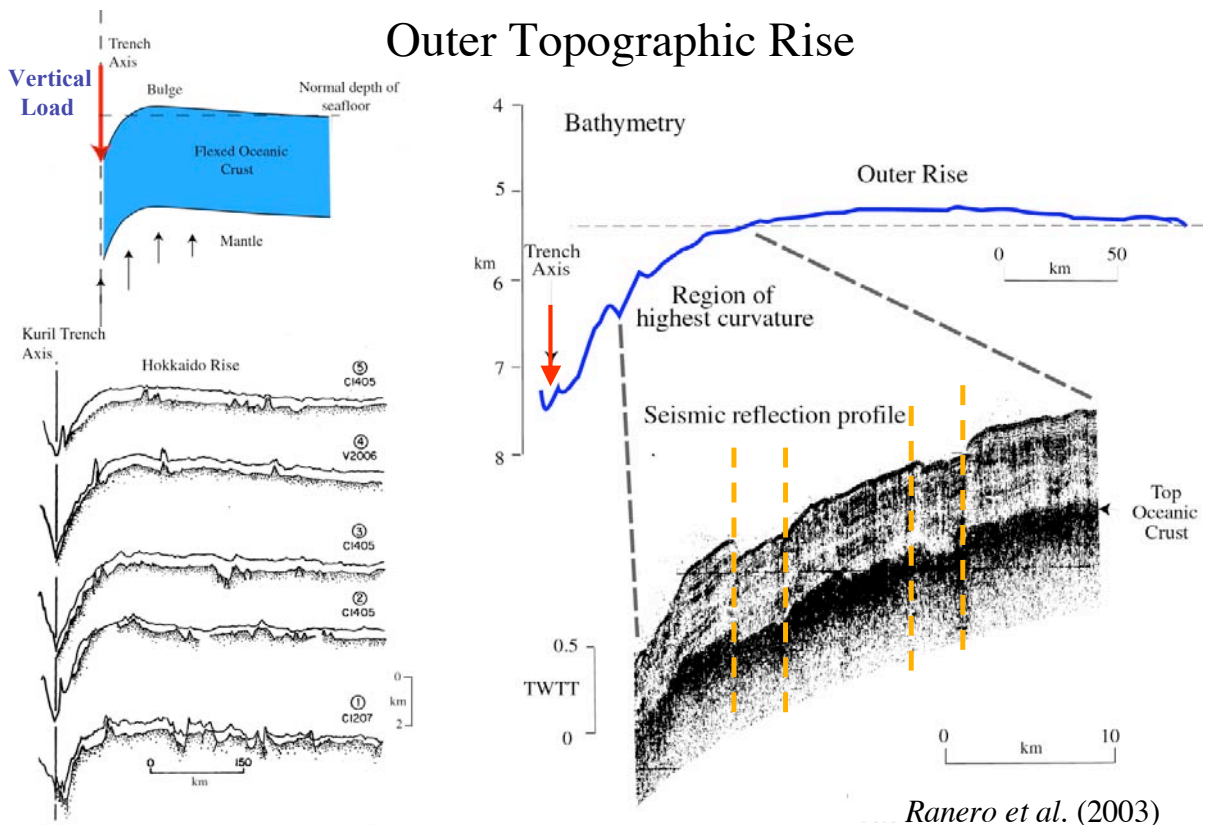 Outer Topographic Rise
Trench
Axis
Vertical
Load
Bulge
Normal depth of
seafloor
Flexed Oceanic
Crust
Mantle
Kuril Trench
Axis
Hokkaido Rise
5
C1405
4
V2006
3
C1405
2
C1405
0
km
2
1
C1207
0 150
km
4
Bathymetry
5
Outer Rise
Trench
Axis
km
0 50
km
6
Region of
highest curvature
7
Seismic reflection profile
8
Top
Oceanic
Crust
0.5
TWTT
0
0 10
km
Ranero et al. (2003)